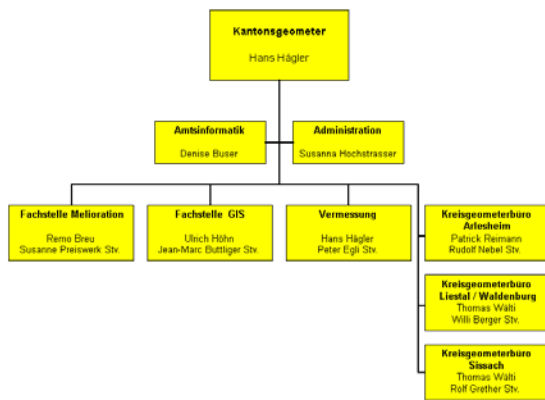 Kantonsgeometer
Hans Hägler
Amtsinformatik
Denise Buser
Administration
Susanna Hochstrasser
Fachstelle Melioration
Remo Breu
Susanne Preiswerk Stv.
Fachstelle GIS
Ulrich Höhn
Jean-Marc Buttliger Stv.
Vermessung
Hans Hägler
Peter Egli Stv.
Kreisgeometerbüro
Arlesheim
Patrick Reimann
Rudolf Nebel Stv.
Kreisgeometerbüro
Liestal / Waldenburg
Thomas Wälti
Willi Berger Stv.
Kreisgeometerbüro
Sissach
Thomas Wälti
Rolf Grether Stv.